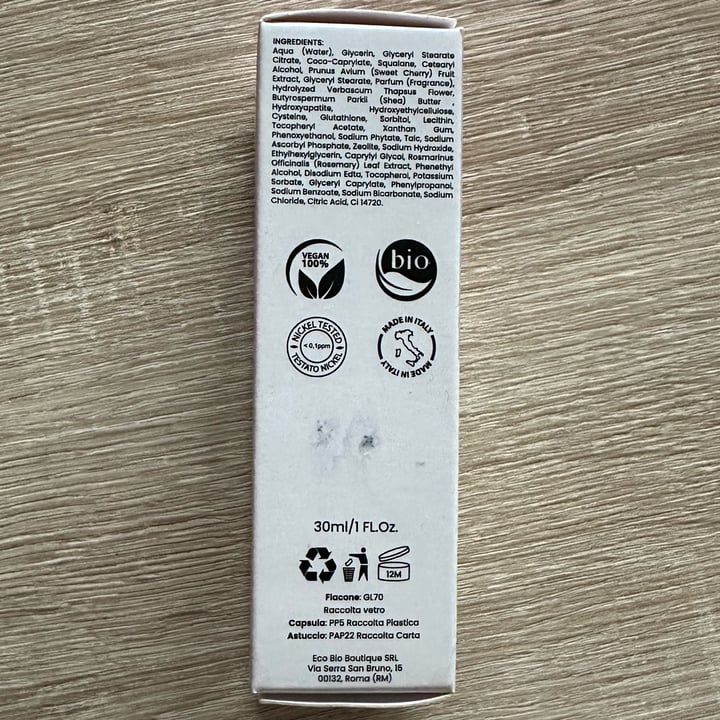 INGREDIENTS:
Aqua (Water), Glycerin, Glyceryl Stearate
Citrate, Coco-Caprylate, Squalane, Cetearyl
Alcohol, Prunus Avium (Sweet Cherry) Fruit
Extract, Glyceryl Stearate, Parfum (Fragrance),
Hydrolyzed Verbascum Thapsus Flower,
Butyrospermum Parkii (Shea) Butter ,
Hydroxyapatite, Hydroxyethylcellulose,
Cysteine, Glutathione, Sorbitol, Lecithin,
Tocopheryl Acetate, Xanthan Gum,
Phenoxyethanol, Sodium Phytate, Talc, Sodium
Ascorbyl Phosphate, Zeolite, Sodium Hydroxide,
Ethylhexylglycerin, Caprylyl Glycol, Rosmarinus
Officinalis (Rosemary) Leaf Extract, Phenethyl
Alcohol, Disodium Edta, Tocopherol, Potassium
Sorbate, Glyceryl Caprylate, Phenylpropanol,
Sodium Benzoate, Sodium Bicarbonate, Sodium
Chloride, Citric Acid, Ci 14720.
VEGAN
100%
bio
NICKEL TESTED
< 0,1ppm
TESTATO NICKEL
MADE IN ITALY
MADE IN ITALY
30ml/1 FL.Oz.
12M
Flacone: GL70
Raccolta vetro
Capsula: PP5 Raccolta Plastica
Astuccio: PAP22 Raccolta Carta
Eco Bio Boutique SRL
Via Serra San Bruno, 15
00132, Roma (RM)